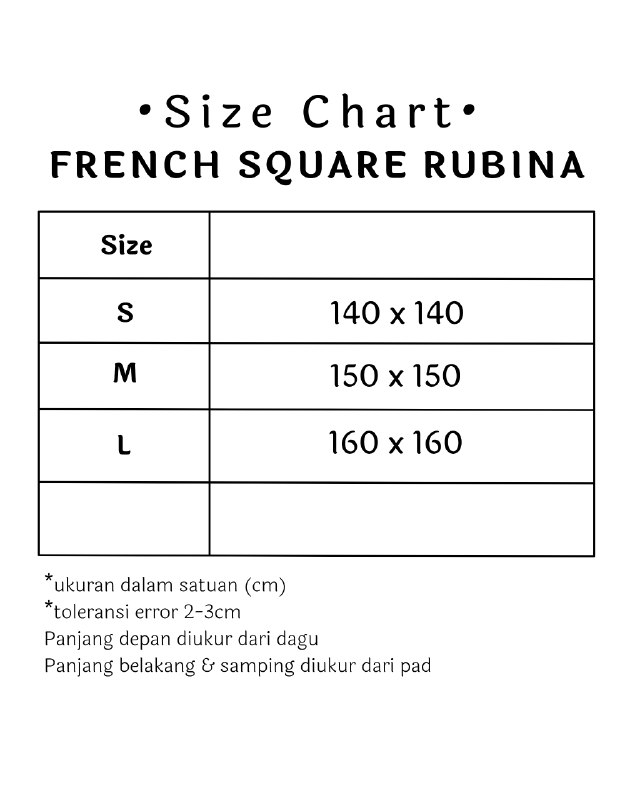 •Size Chart•
FRENCH SQUARE RUBINA
Size
S 140 x 140
M 150 x 150
L 160 x 160
*ukuran dalam satuan (cm)
*toleransi error 2-3cm
Panjang depan diukur dari dagu
Panjang belakang & samping diukur dari pad